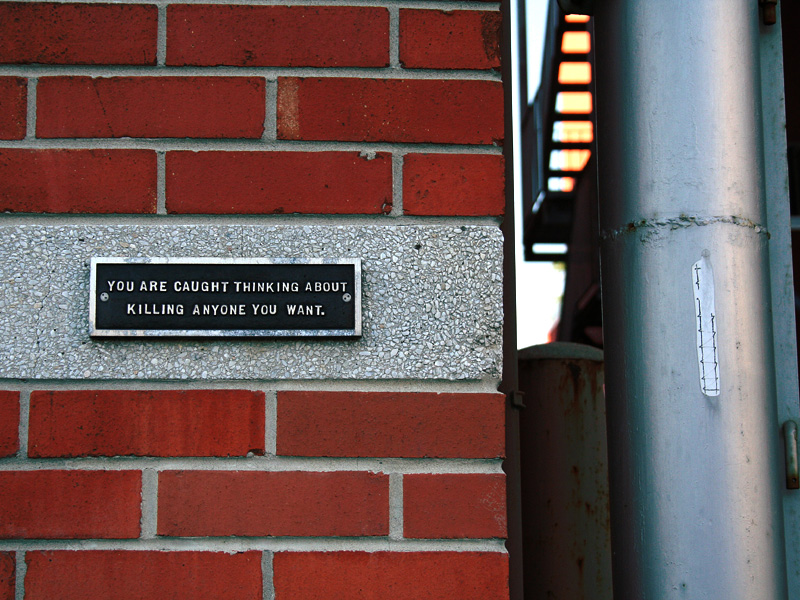 YOU ARE CAUGHT THINKING ABOUT
KILLING ANYONE YOU WANT.